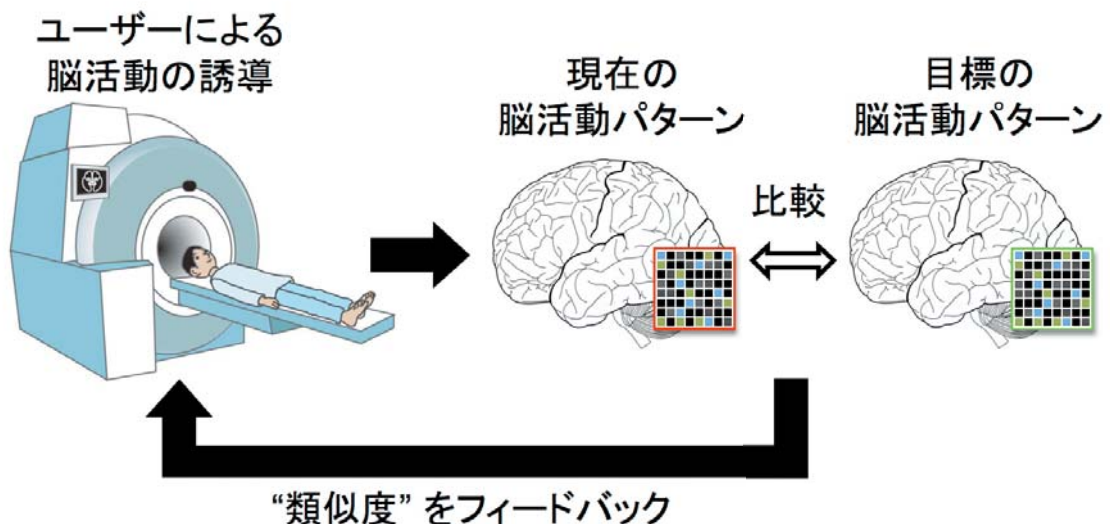 ユーザーによる
脳活動の誘導
現在の
脳活動パターン
目標の
脳活動パターン
比較
“類似度” をフィードバック